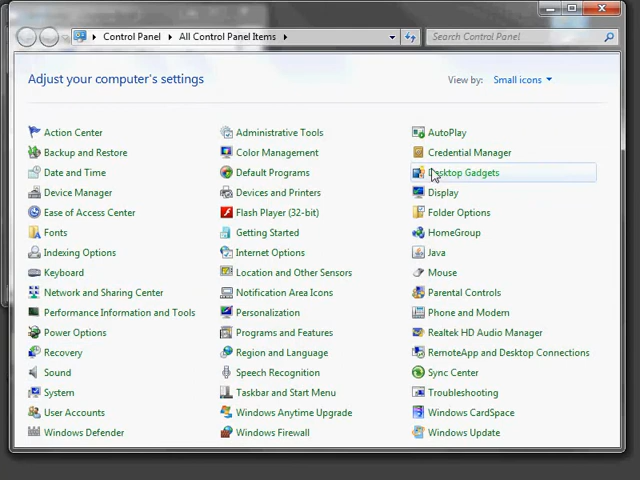 Control Panel All Control Panel Items Search Control Panel
Adjust your computer's settings View by: Small icons
Action Center Administrative Tools AutoPlay
Backup and Restore Color Management Credential Manager
Date and Time Default Programs Desktop Gadgets
Device Manager Devices and Printers Display
Ease of Access Center Flash Player (32-bit) Folder Options
Fonts Getting Started HomeGroup
Indexing Options Internet Options Java
Keyboard Location and Other Sensors Mouse
Network and Sharing Center Notification Area Icons Parental Controls
Performance Information and Tools Personalization Phone and Modem
Power Options Programs and Features Realtek HD Audio Manager
Recovery Region and Language RemoteApp and Desktop Connections
Sound Speech Recognition Sync Center
System Taskbar and Start Menu Troubleshooting
User Accounts Windows Anytime Upgrade Windows CardSpace
Windows Defender Windows Firewall Windows Update